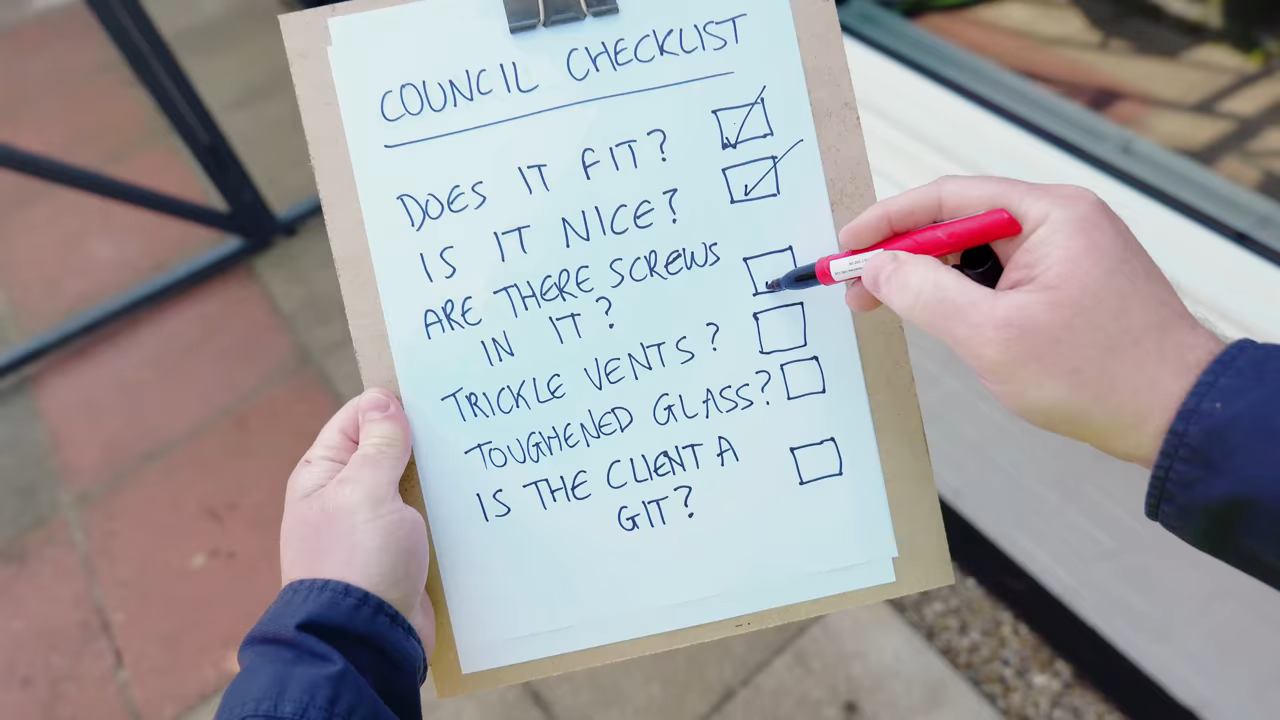 COUNCIL CHECKLIST
DOES IT FIT?
IS IT NICE?
ARE THERE SCREWS
IN IT?
TRICKLE VENTS?
TOUGHENED GLASS?
IS THE CLIENT A
GIT?